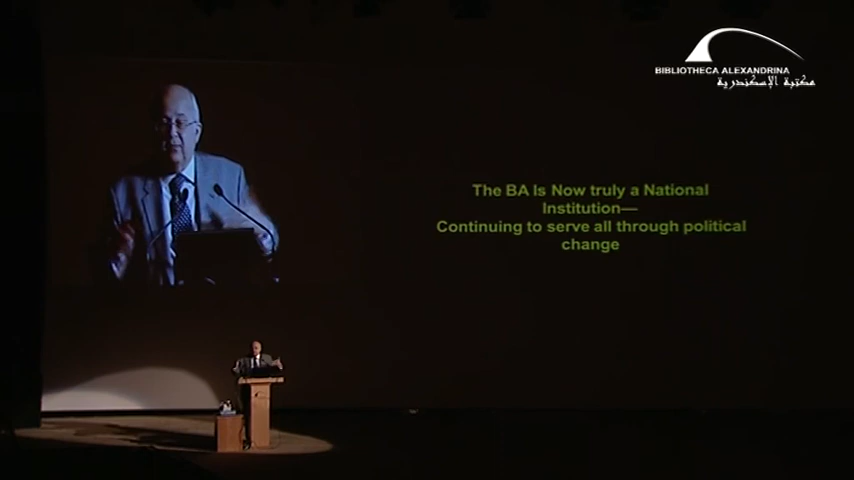 BIBLIOTHECA ALEXANDRINA
مكتبة الإسكندرية
The BA Is Now truly a National
Institution—
Continuing to serve all through political
change